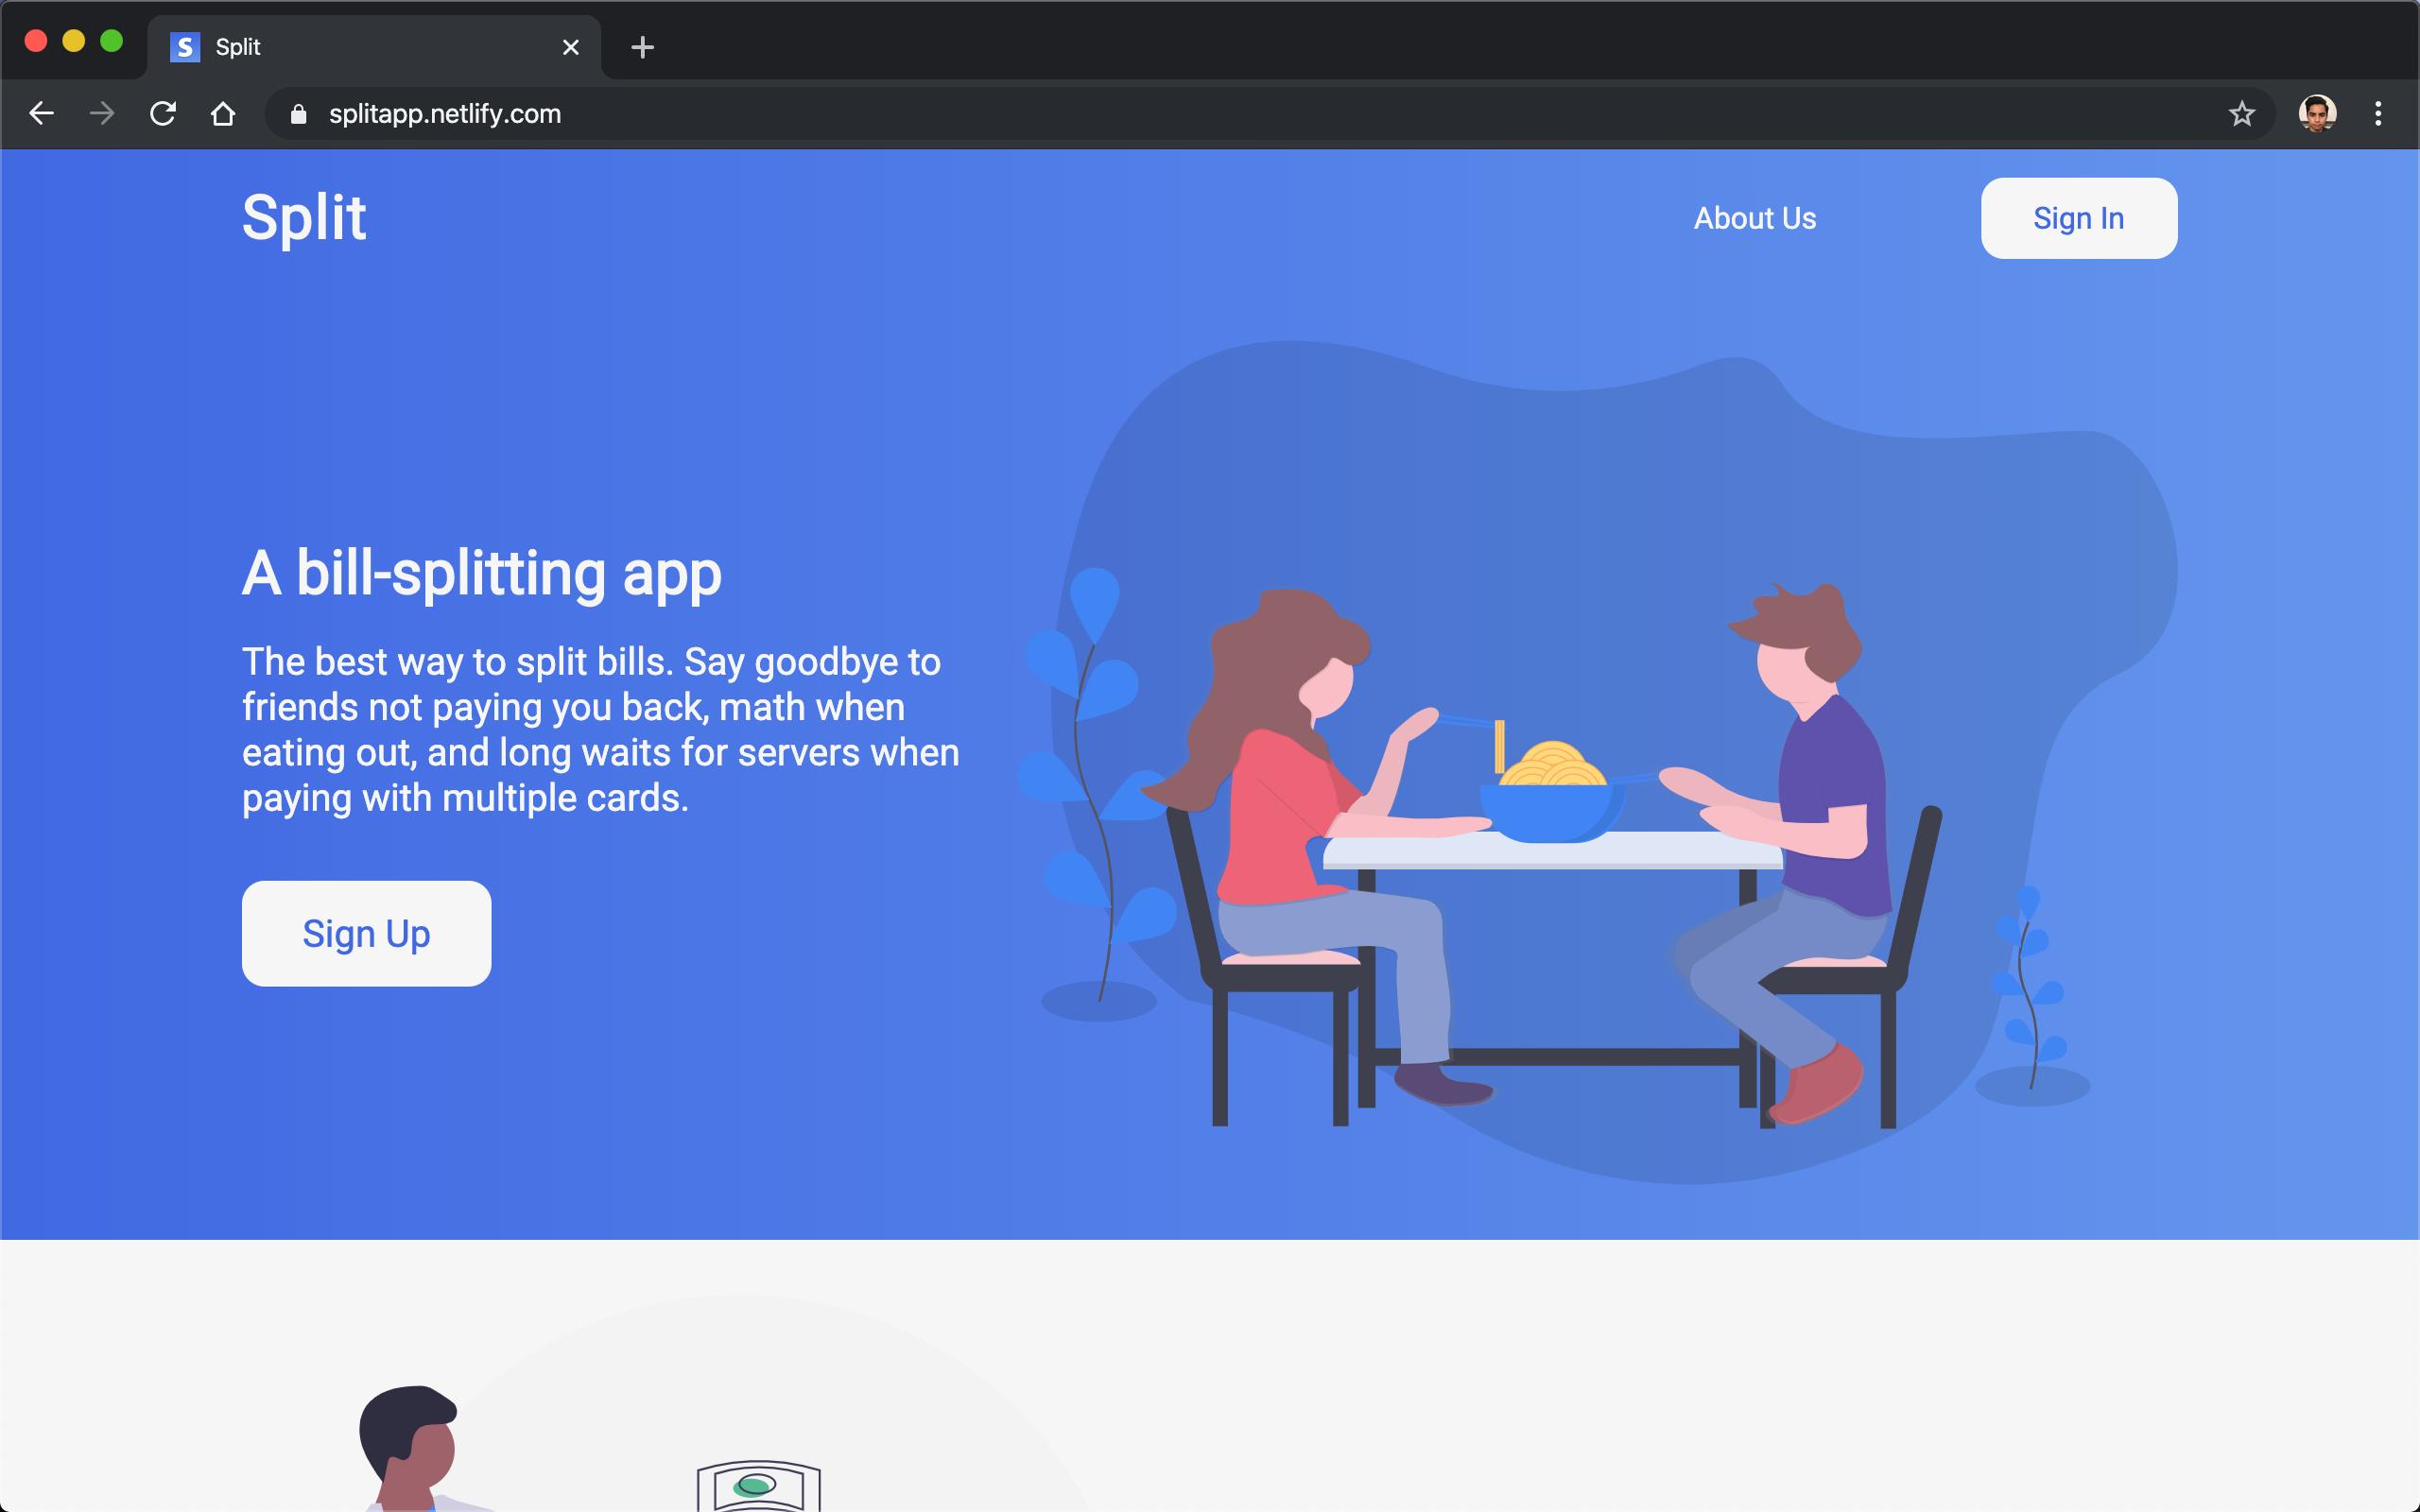 S Split
splitapp.netlify.com
Split
About Us
Sign In
A bill-splitting app
The best way to split bills. Say goodbye to
friends not paying you back, math when
eating out, and long waits for servers when
paying with multiple cards.
Sign Up